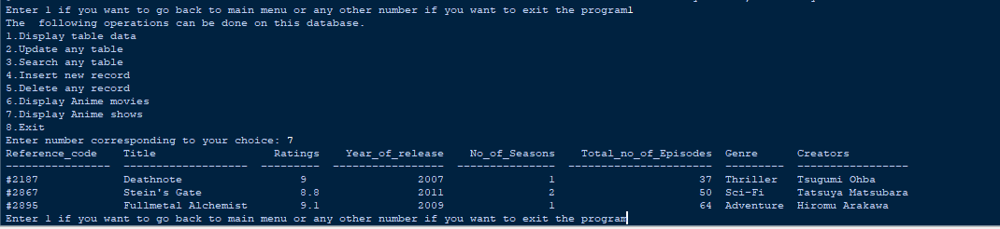 Enter 1 if you want to go back to main menu or any other number if you want to exit the program1
The  following operations can be done on this database.
1.Display table data
2.Update any table
3.Search any table
4.Insert new record
5.Delete any record
6.Display Anime movies
7.Display Anime shows
8.Exit
Enter number corresponding to your choice: 7
Reference_code    Title                  Ratings    Year_of_release    No_of_Seasons    Total_no_of_Episodes  Genre      Creators
----------------  -------------------  ---------  -----------------  ---------------  ----------------------  ---------  -----------------
#2187             Deathnote                  9                 2007                1                      37  Thriller   Tsugumi Ohba
#2867             Stein's Gate               8.8               2011                2                      50  Sci-Fi     Tatsuya Matsubara
#2895             Fullmetal Alchemist        9.1               2009                1                      64  Adventure  Hiromu Arakawa
Enter 1 if you want to go back to main menu or any other number if you want to exit the program